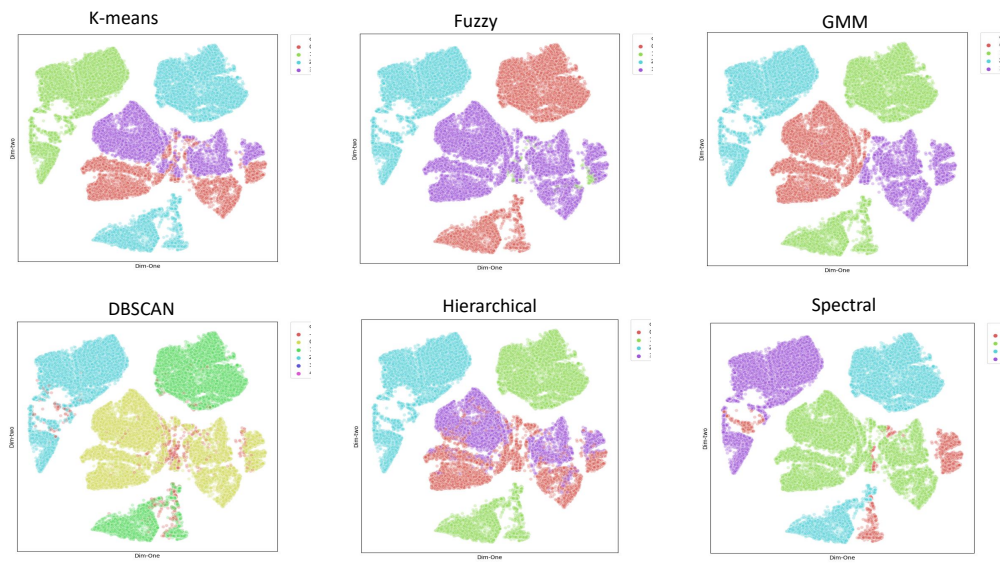 K-means
Fuzzy
GMM
Dim-two
Dim-two
Dim-two
Dim-One
Dim-One
Dim-One
DBSCAN
Hierarchical
Spectral
Dim-two
Dim-two
Dim-two
Dim-One
Dim-One
Dim-One